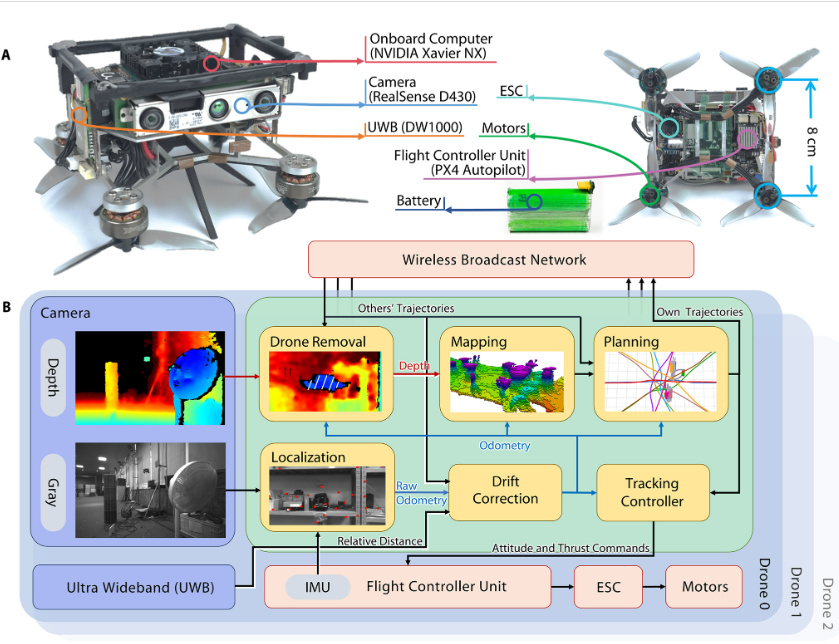 A
Onboard Computer
(NVIDIA Xavier NX)
Camera
(RealSense D430)
ESC
UWB (DW1000)
Motors
Flight Controller Unit
(PX4 Autopilot)
Battery
8 cm
Wireless Broadcast Network
B
Camera
Others' Trajectories
Own Trajectories
Depth
Drone Removal
Depth
Mapping
Planning
Odometry
Gray
Localization
Raw
Odometry
Drift
Correction
Tracking
Controller
Relative Distance
Attitude and Thrust Commands
Ultra Wideband (UWB)
IMU
Flight Controller Unit
ESC
Motors
Drone 0
Drone 1
Drone 2